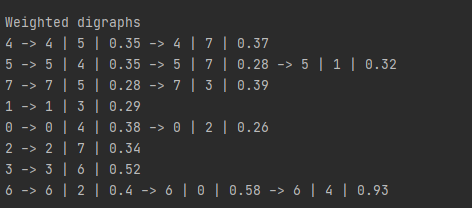 Weighted digraphs
4 -> 4 | 5 | 0.35 -> 4 | 7 | 0.37
5 -> 5 | 4 | 0.35 -> 5 | 7 | 0.28 -> 5 | 1 | 0.32
7 -> 7 | 5 | 0.28 -> 7 | 3 | 0.39
1 -> 1 | 3 | 0.29
0 -> 0 | 4 | 0.38 -> 0 | 2 | 0.26
2 -> 2 | 7 | 0.34
3 -> 3 | 6 | 0.52
6 -> 6 | 2 | 0.4 -> 6 | 0 | 0.58 -> 6 | 4 | 0.93